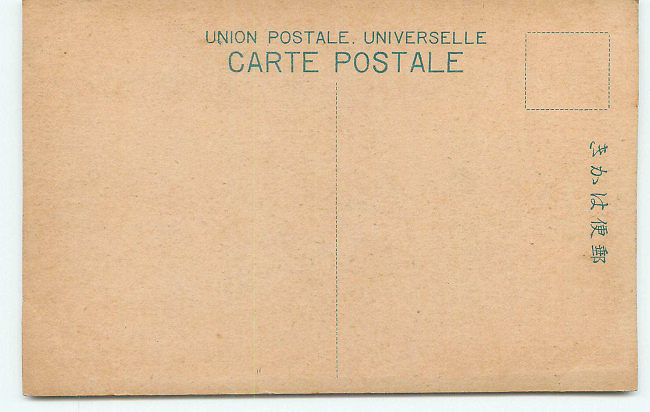 UNION POSTALE. UNIVERSELLE
CARTE POSTALE
郵便はかき